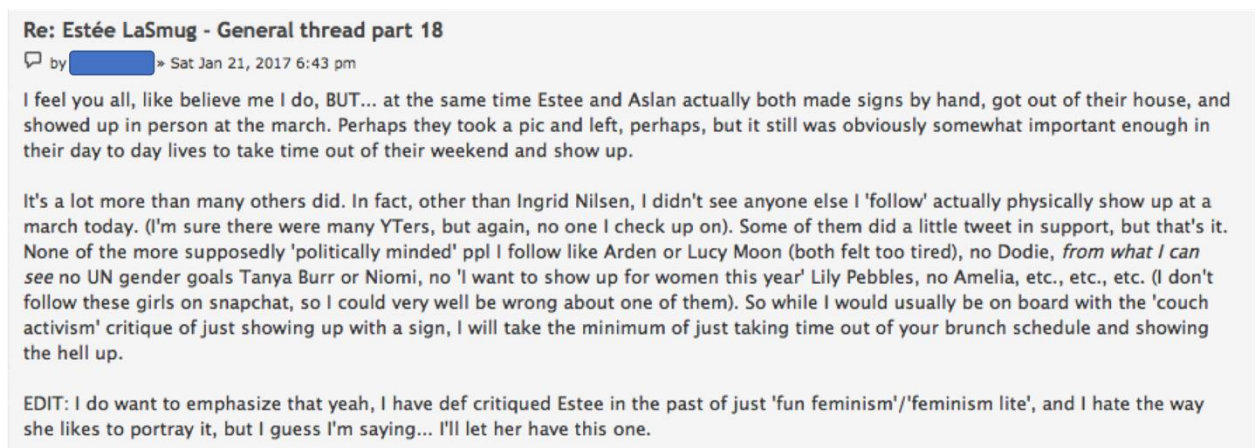 Re: Estée LaSmug - General thread part 18
by » Sat Jan 21, 2017 6:43 pm
I feel you all, like believe me I do, BUT... at the same time Estee and Aslan actually both made signs by hand, got out of their house, and
showed up in person at the march. Perhaps they took a pic and left, perhaps, but it still was obviously somewhat important enough in
their day to day lives to take time out of their weekend and show up.
It's a lot more than many others did. In fact, other than Ingrid Nilsen, I didn't see anyone else I 'follow' actually physically show up at a
march today. (I'm sure there were many YTers, but again, no one I check up on). Some of them did a little tweet in support, but that's it.
None of the more supposedly 'politically minded' ppl I follow like Arden or Lucy Moon (both felt too tired), no Dodie, from what I can
see no UN gender goals Tanya Burr or Niomi, no 'I want to show up for women this year' Lily Pebbles, no Amelia, etc., etc., etc. (I don't
follow these girls on snapchat, so I could very well be wrong about one of them). So while I would usually be on board with the 'couch
activism' critique of just showing up with a sign, I will take the minimum of just taking time out of your brunch schedule and showing
the hell up.
EDIT: I do want to emphasize that yeah, I have def critiqued Estee in the past of just 'fun feminism'/'feminism lite', and I hate the way
she likes to portray it, but I guess I'm saying... I'll let her have this one.